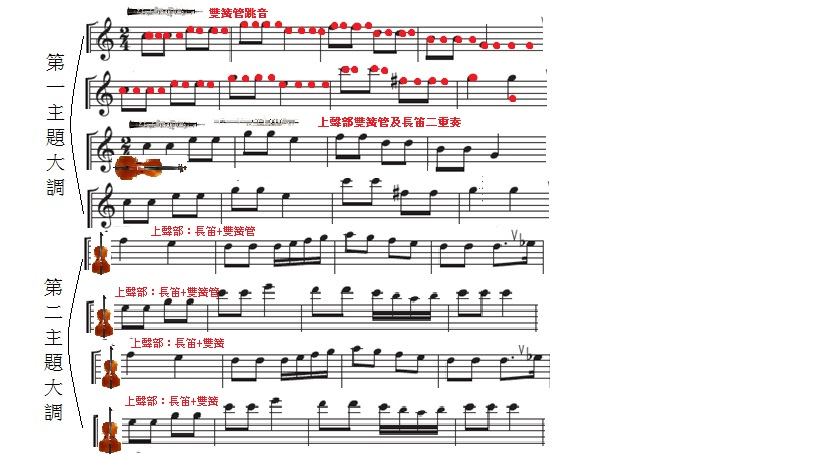 雙簧管跳音
第一主題大調
上聲部雙簧管及長笛二重奏
上聲部：長笛+雙簧管
第二主題大調
上聲部：長笛+雙簧管
上聲部：長笛+雙簧
上聲部：長笛+雙簧